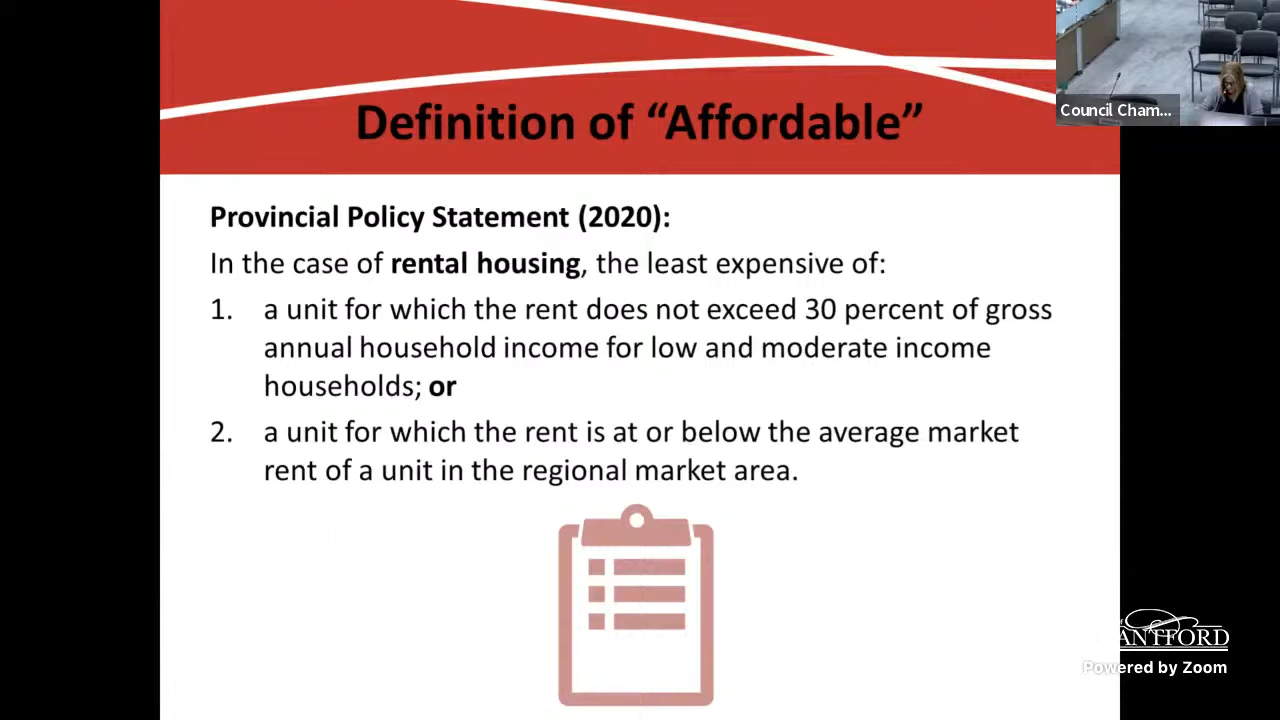 Definition of “Affordable”
Council Cham...
Provincial Policy Statement (2020):
In the case of rental housing, the least expensive of:
1. a unit for which the rent does not exceed 30 percent of gross
annual household income for low and moderate income
households; or
2. a unit for which the rent is at or below the average market
rent of a unit in the regional market area.
Powered by Zoom